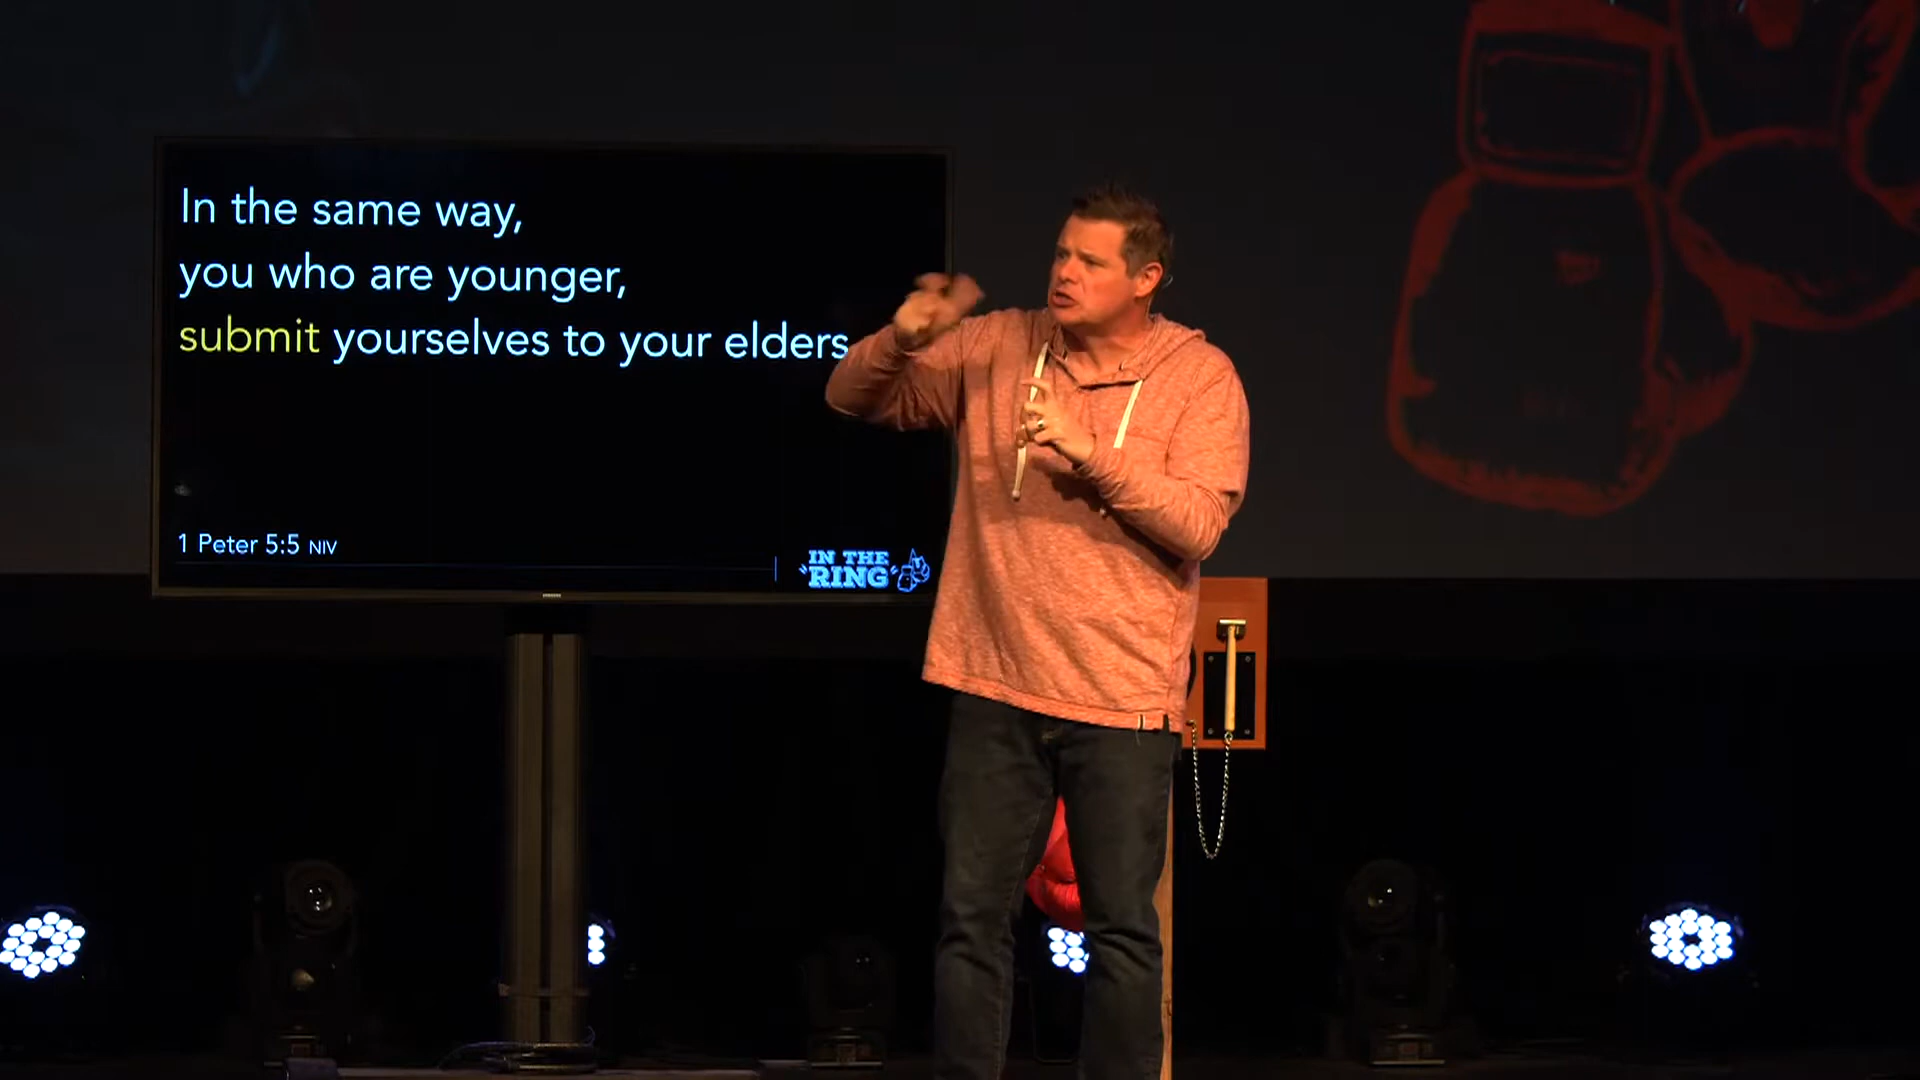 In the same way,
you who are younger,
submit yourselves to your elders
1 Peter 5:5 NIV
IN THE
RING
SAMSUNG